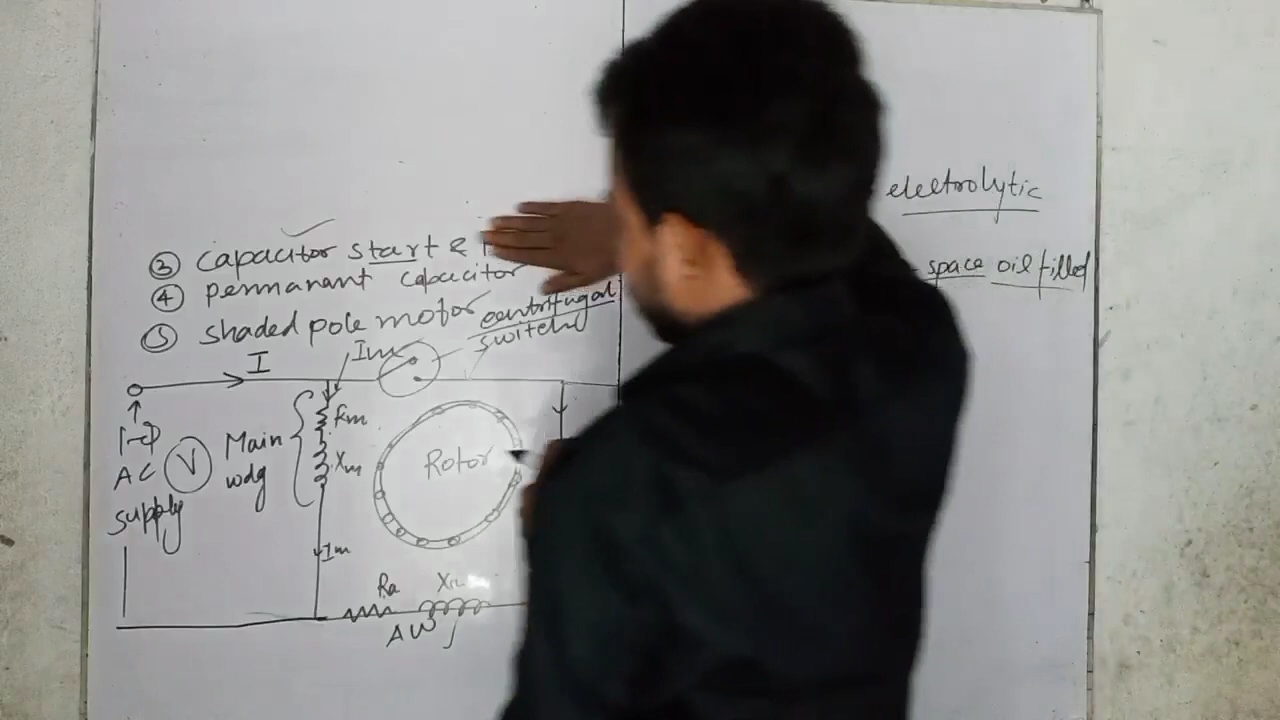 electrolytic
③ capacitor start &
space oil filled
④ permanant capacitor
⑤ shaded pole motor
centrifugal
switch
I
Im
1-Φ
AC
supply
V
Main
wdg
Rm
Xm
Rotor
Im
Ra
AW